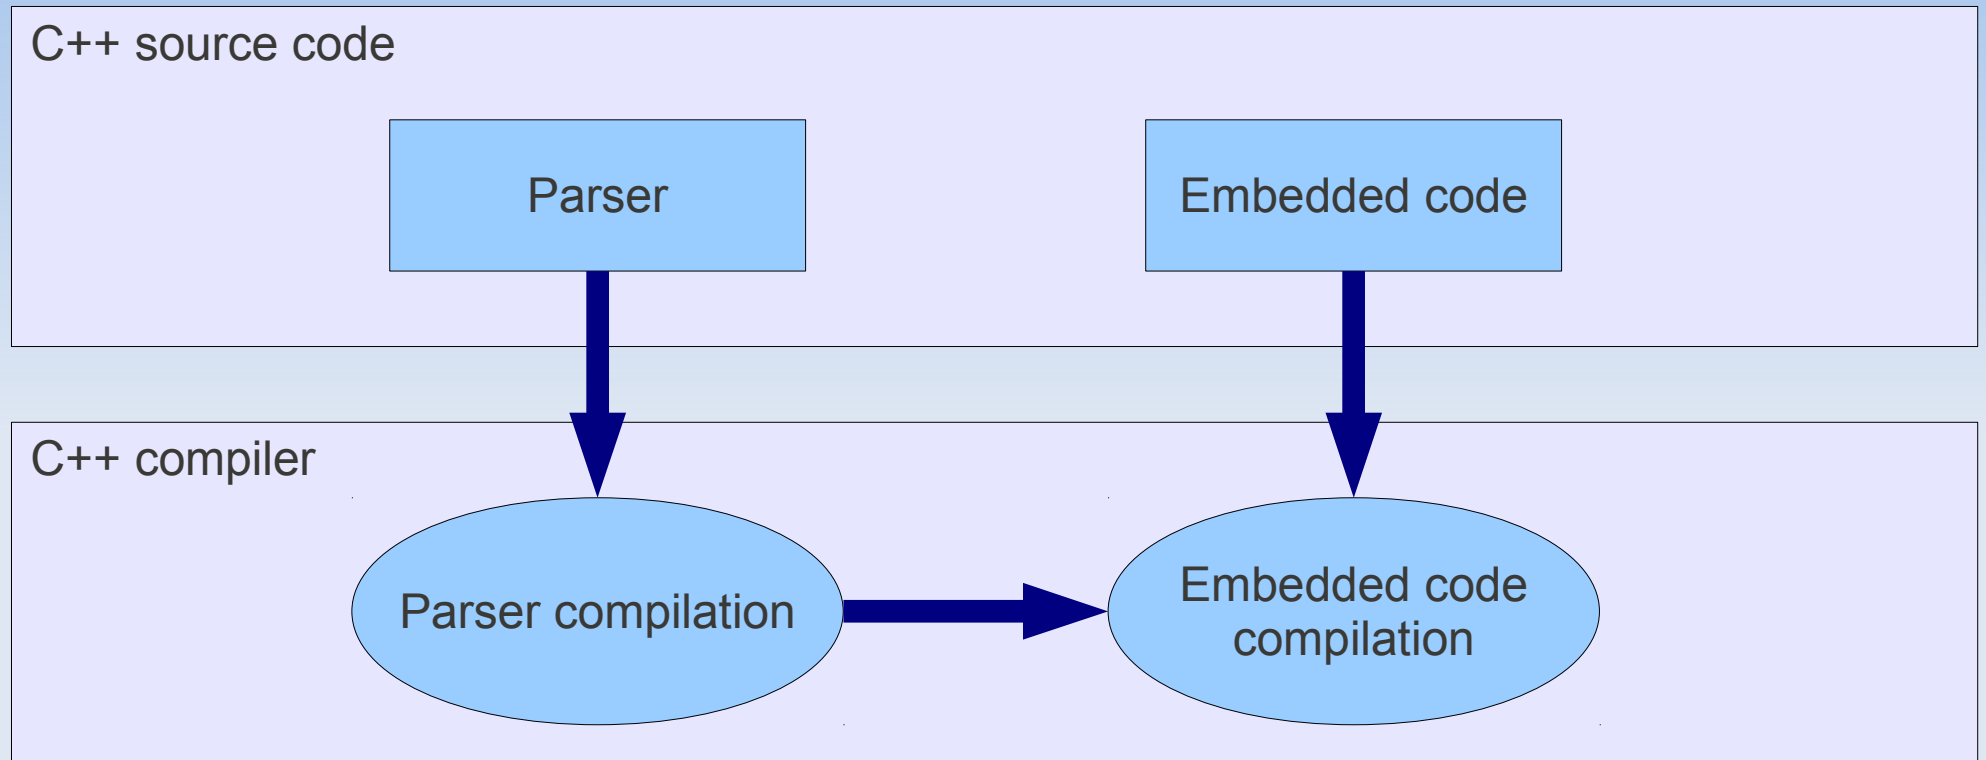 C++ source code
Parser
Embedded code
C++ compiler
Parser compilation
Embedded code
compilation